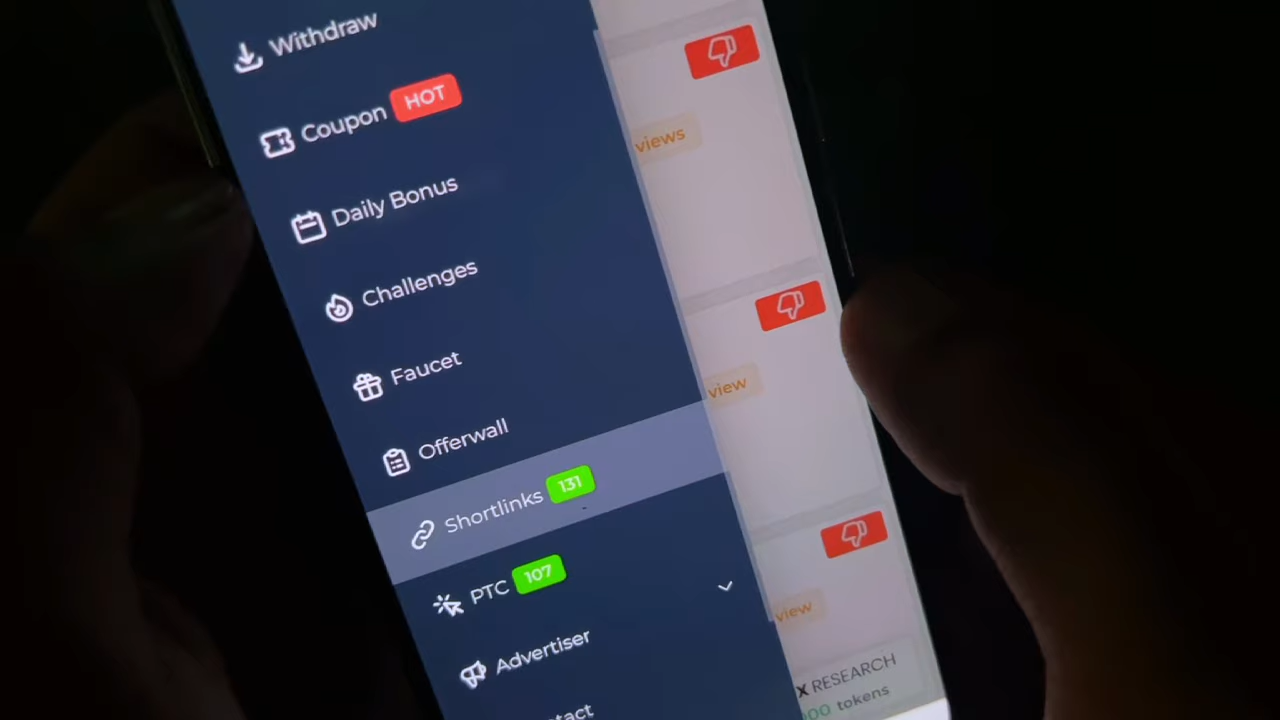 Withdraw
Coupon HOT
views
Daily Bonus
Challenges
Faucet
view
Offerwall
Shortlinks 131
PTC 107
view
Advertiser
X RESEARCH
tokens